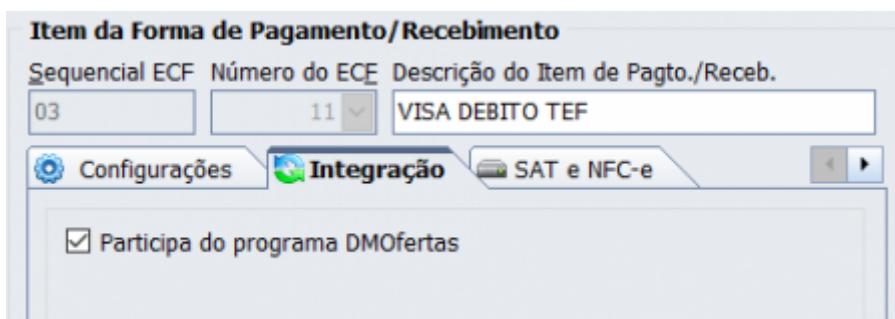 Item da Forma de Pagamento/Recebimento
Sequencial ECF Número do ECF Descrição do Item de Pagto./Receb.
03 11 VISA DEBITO TEF
Configurações Integração SAT e NFC-e
Participa do programa DMOfertas